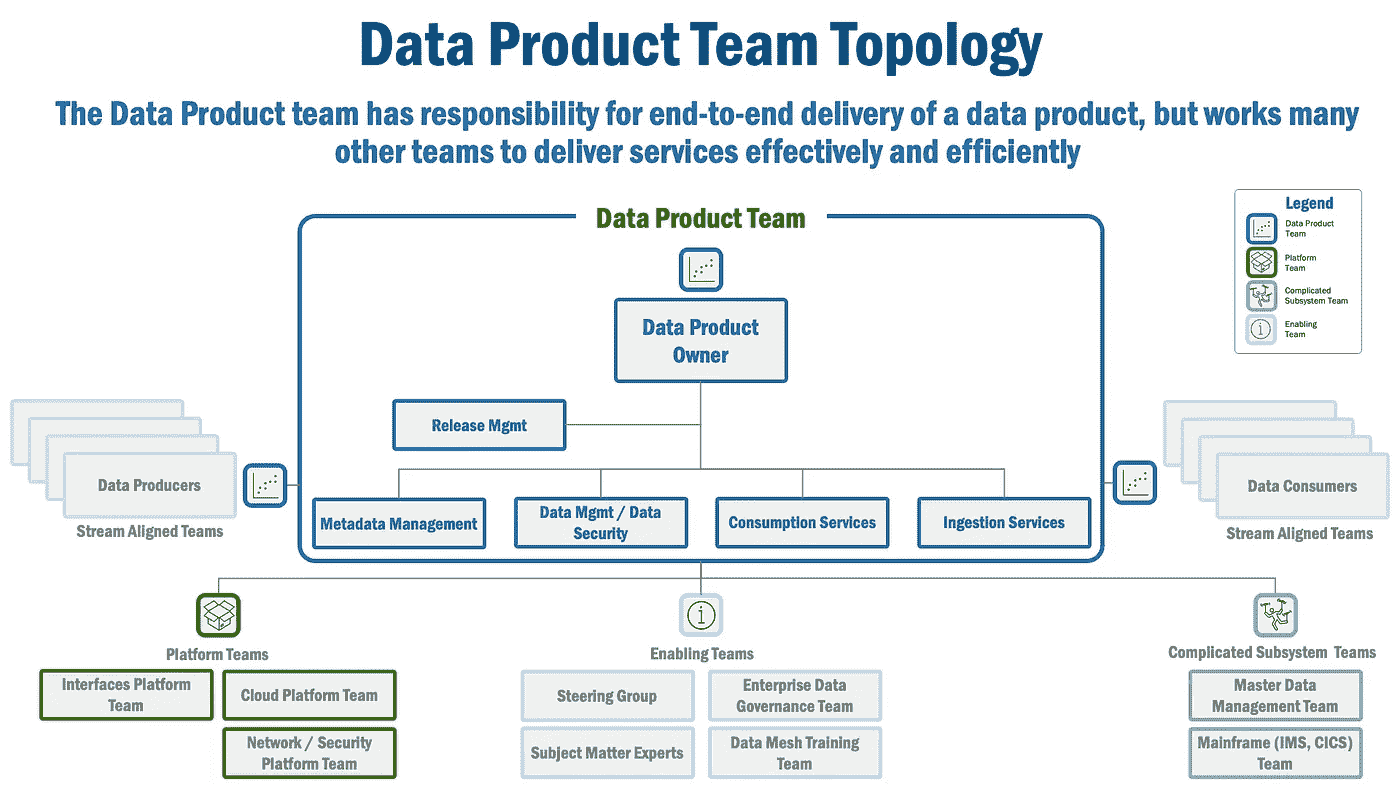 Data Product Team Topology
The Data Product team has responsibility for end-to-end delivery of a data product, but works many
other teams to deliver services effectively and efficiently
Data Product Team
Legend
Data Product
Team
Platform
Team
Complicated
Subsystem Team
Enabling
Team
Data Product
Owner
Release Mgmt
Data Producers
Stream Aligned Teams
Data Consumers
Stream Aligned Teams
Metadata Management
Data Mgmt / Data
Security
Consumption Services
Ingestion Services
Platform Teams
Interfaces Platform
Team
Cloud Platform Team
Network / Security
Platform Team
Enabling Teams
Steering Group
Enterprise Data
Governance Team
Subject Matter Experts
Data Mesh Training
Team
Complicated Subsystem Teams
Master Data
Management Team
Mainframe (IMS, CICS)
Team